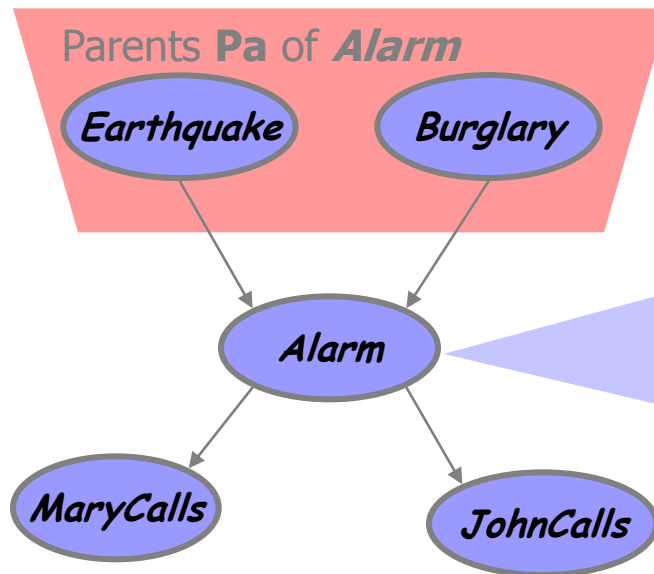 Parents Pa of Alarm
Earthquake
Burglary
Alarm
MaryCalls
JohnCalls